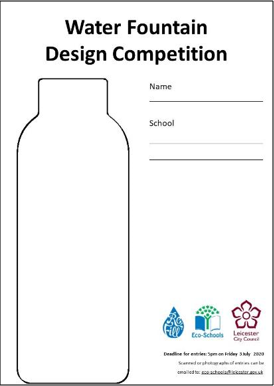 Water Fountain
Design Competition
Name
School
Refill
Eco-Schools
Leicester
City Council
Deadline for entries: 5pm on Friday 3 July 2020
Scanned or photographs of entries can be
emailed to: eco-schools@leicester.gov.uk